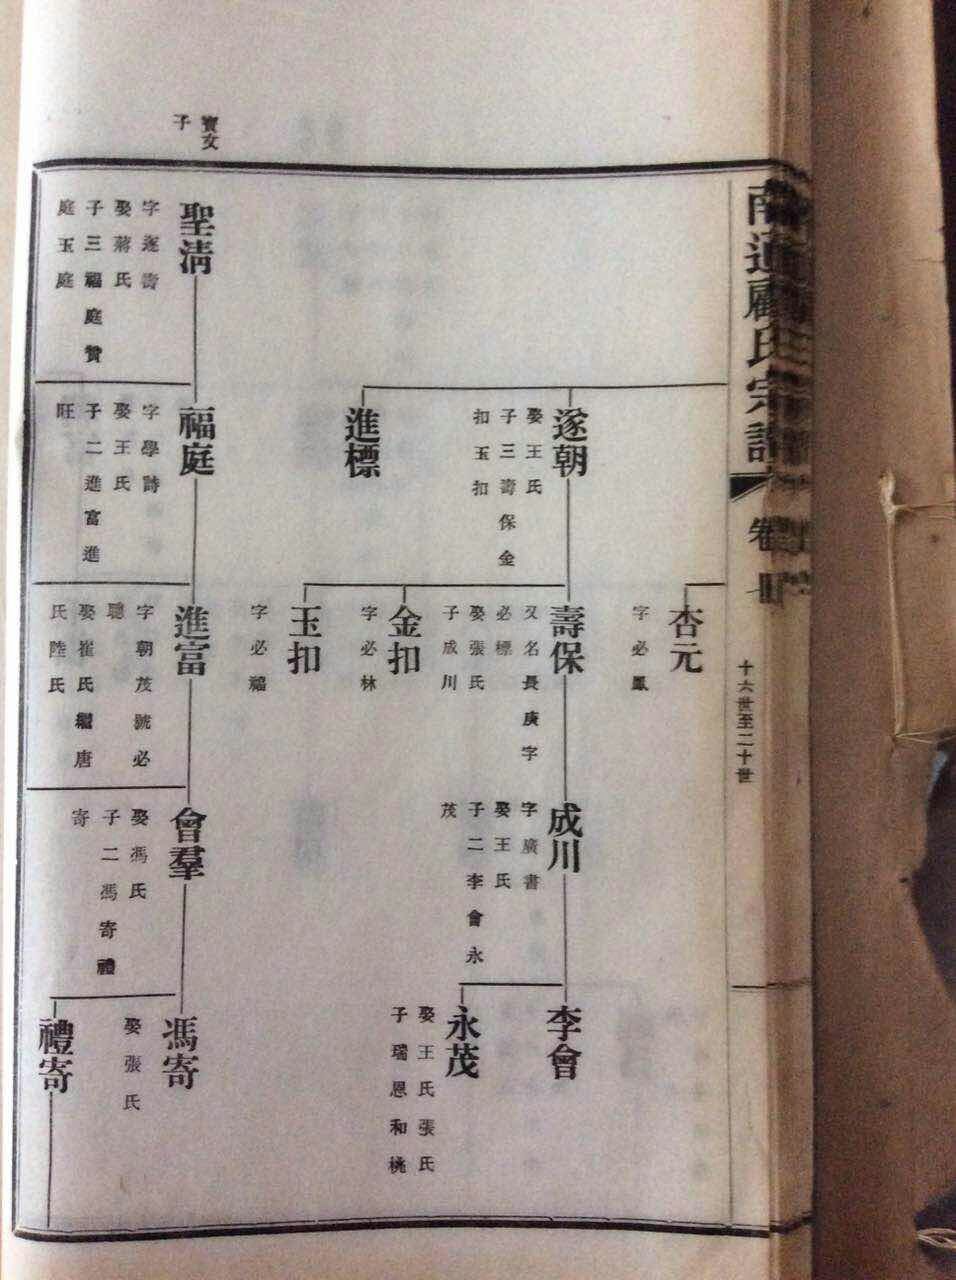 南通顧氏宗譜
卷
十六世至二十世
杏元
字必鳳
遂朝
娶王氏
子三壽保金
扣玉扣
進標
壽保
又名長庚字
必標
娶張氏
子成川
金扣
字必林
玉扣
字必福
成川
字廣書
娶王氏
子二李會永
茂
李會
永茂
娶王氏張氏
子瑞恩和桃
寶女
子
聖淸
字逐壽
娶蔣氏
子三福庭贊
庭玉庭
福庭
字學詩
娶王氏
子二進富進
旺
進富
字朝茂號必
聰
娶崔氏繼唐
氏陸氏
會羣
娶馮氏
子二馮寄禮
寄
馮寄
娶張氏
禮寄